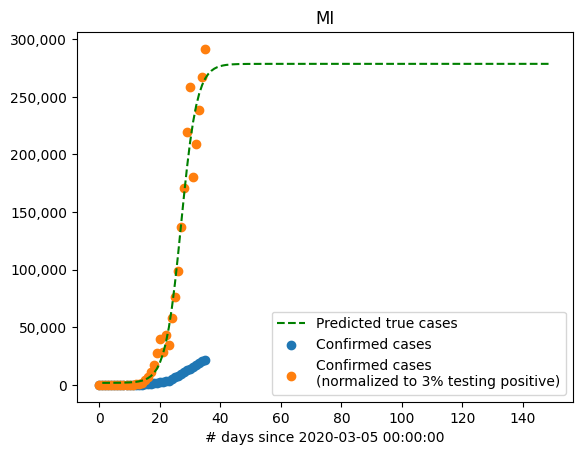 MI
300,000
250,000
200,000
150,000
100,000
50,000
0
0 20 40 60 80 100 120 140
# days since 2020-03-05 00:00:00
Predicted true cases
Confirmed cases
Confirmed cases
(normalized to 3% testing positive)